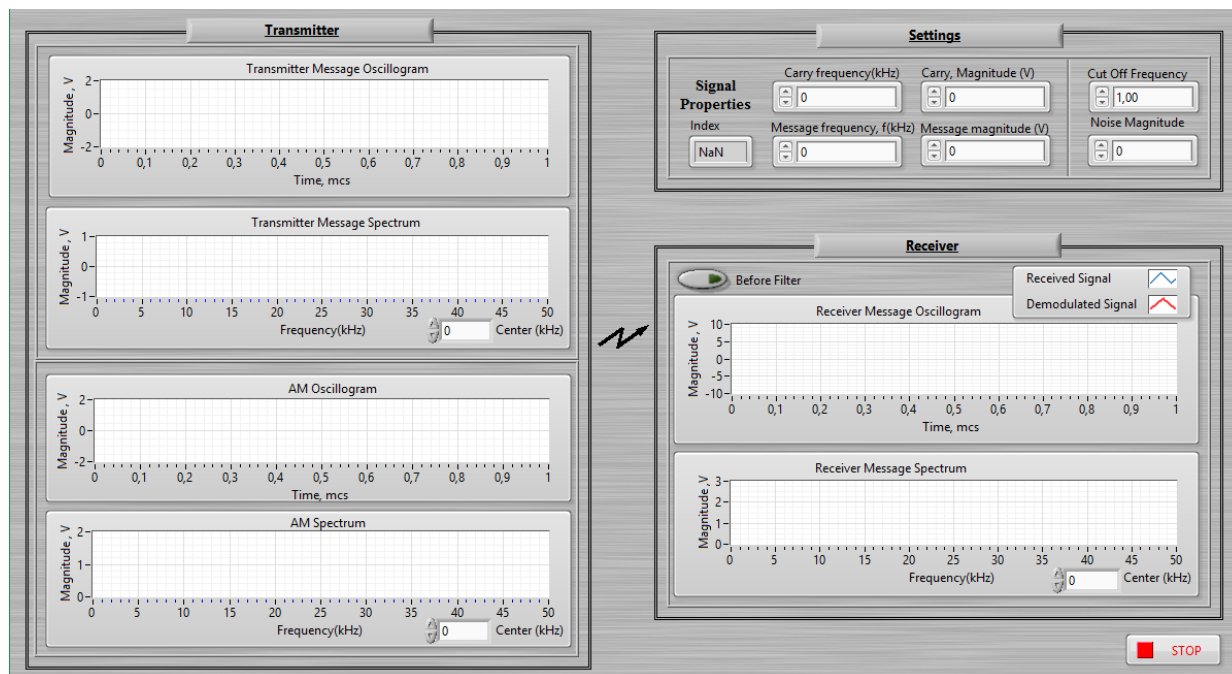 Transmitter
Transmitter Message Oscillogram
Magnitude, V
2
0
-2
0 0,1 0,2 0,3 0,4 0,5 0,6 0,7 0,8 0,9 1
Time, mcs
Transmitter Message Spectrum
Magnitude, V
1
0
-1
0 5 10 15 20 25 30 35 40 45 50
Frequency(kHz) 0 Center (kHz)
AM Oscillogram
Magnitude, V
2
0
-2
0 0,1 0,2 0,3 0,4 0,5 0,6 0,7 0,8 0,9 1
Time, mcs
AM Spectrum
Magnitude, V
2
1
0
0 5 10 15 20 25 30 35 40 45 50
Frequency(kHz) 0 Center (kHz)
Settings
Signal
Properties
Index
NaN
Carry frequency(kHz) Carry, Magnitude (V)
0 0
Message frequency, f(kHz) Message magnitude (V)
0 0
Cut Off Frequency
1,00
Noise Magnitude
0
Receiver
Before Filter
Received Signal
Demodulated Signal
Receiver Message Oscillogram
Magnitude, V
10
5
0
-5
-10
0 0,1 0,2 0,3 0,4 0,5 0,6 0,7 0,8 0,9 1
Time, mcs
Receiver Message Spectrum
Magnitude, V
3
2
1
0
0 5 10 15 20 25 30 35 40 45 50
Frequency(kHz) 0 Center (kHz)
STOP